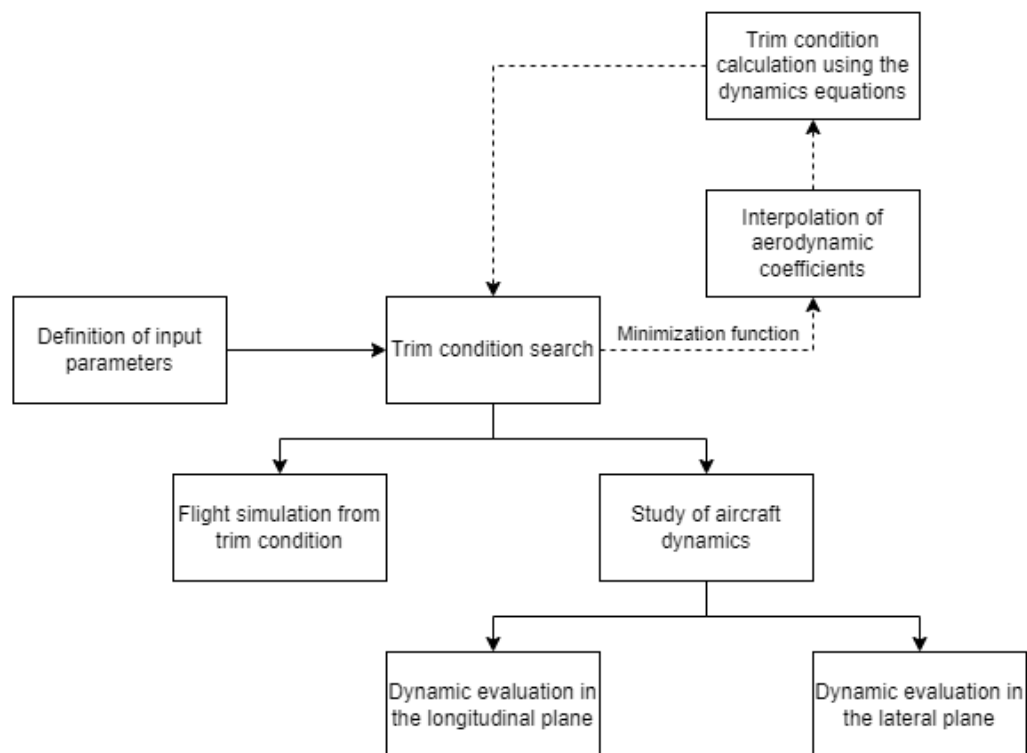 Trim condition
calculation using the
dynamics equations
Interpolation of
aerodynamic
coefficients
Definition of input
parameters
Trim condition search
Minimization function
Flight simulation from
trim condition
Study of aircraft
dynamics
Dynamic evaluation in
the longitudinal plane
Dynamic evaluation in
the lateral plane